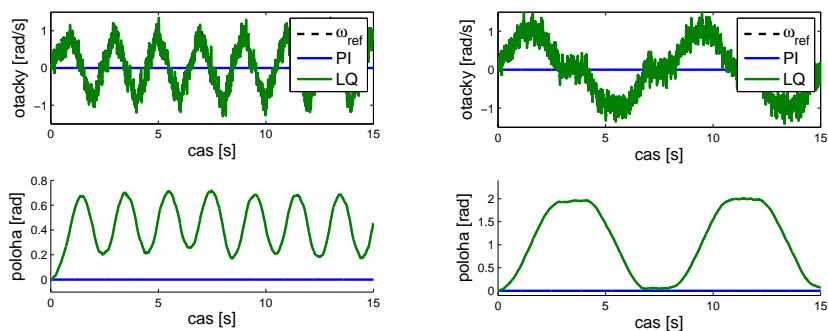 otacky [rad/s]
1
0
−1
0 5 10 15
cas [s]
ω_ref
PI
LQ
otacky [rad/s]
1
0
−1
0 5 10 15
cas [s]
ω_ref
PI
LQ
poloha [rad]
0.8
0.6
0.4
0.2
0
0 5 10 15
cas [s]
poloha [rad]
2
1.5
1
0.5
0
0 5 10 15
cas [s]